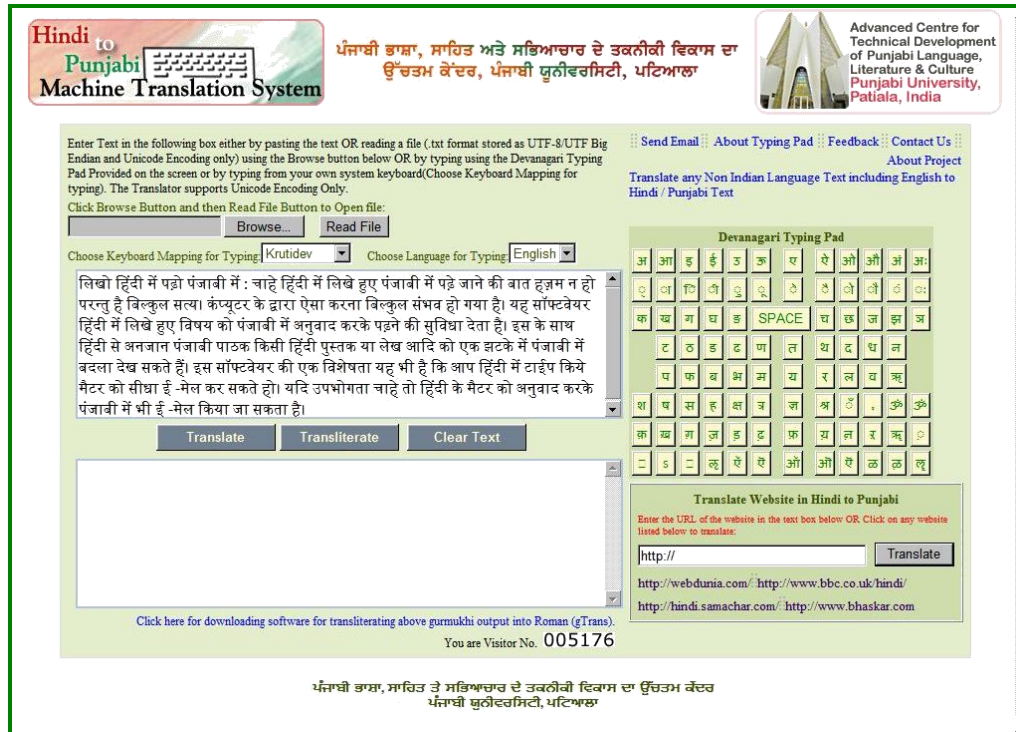 Hindi
to
Punjabi
Machine Translation System
ਪੰਜਾਬੀ ਭਾਸ਼ਾ, ਸਾਹਿਤ ਅਤੇ ਸਭਿਆਚਾਰ ਦੇ ਤਕਨੀਕੀ ਵਿਕਾਸ ਦਾ
ਉੱਚਤਮ ਕੇਂਦਰ, ਪੰਜਾਬੀ ਯੂਨੀਵਰਸਿਟੀ, ਪਟਿਆਲਾ
Advanced Centre for
Technical Development
of Punjabi Language,
Literature & Culture
Punjabi University,
Patiala, India
Enter Text in the following box either by pasting the text OR reading a file (.txt format stored as UTF-8/UTF Big
Endian and Unicode Encoding only) using the Browse button below OR by typing using the Devanagari Typing
Pad Provided on the screen or by typing from your own system keyboard(Choose Keyboard Mapping for
typing). The Translator supports Unicode Encoding Only.
Click Browse Button and then Read File Button to Open file:
Browse... Read File
Choose Keyboard Mapping for Typing: Krutidev Choose Language for Typing: English
लिखो हिंदी में पढ़ो पंजाबी में : चाहे हिंदी में लिखे हुए पंजाबी में पढ़े जाने की बात हज़म न हो
परन्तु है बिल्कुल सत्य। कंप्यूटर के द्वारा ऐसा करना बिल्कुल संभव हो गया है। यह सॉफ्टवेयर
हिंदी में लिखे हुए विषय को पंजाबी में अनुवाद करके पढ़ने की सुविधा देता है। इस के साथ
हिंदी से अनजान पंजाबी पाठक किसी हिंदी पुस्तक या लेख आदि को एक झटके में पंजाबी में
बदला देख सकते हैं। इस सॉफ्टवेयर की एक विशेषता यह भी है कि आप हिंदी में टाईप किये
मैटर को सीधा ई -मेल कर सकते हो। यदि उपभोगता चाहे तो हिंदी के मैटर को अनुवाद करके
पंजाबी में भी ई -मेल किया जा सकता है।
Translate Transliterate Clear Text
Click here for downloading software for transliterating above gurmukhi output into Roman (gTrans).
You are Visitor No. 005176
Send Email About Typing Pad Feedback Contact Us
About Project
Translate any Non Indian Language Text including English to
Hindi / Punjabi Text
Devanagari Typing Pad
अ आ इ ई उ ऊ ए ऐ ओ औ अं अः
ृ ा ि ी ु ू े ै ो ौ ं ः
क ख ग घ ङ SPACE च छ ज झ ञ
ट ठ ड ढ ण त थ द ध न
प फ ब भ म य र ल व ऋ
श ष स ह क्ष त्र ज्ञ श्र ँ ॐ ॐ
क़ ख़ ग़ ज़ ड़ ढ़ फ़ य़ ऩ ऱ ॠ ़
ऽ ऌ ऍ ऎ ऑ ऒ ऎ ळ ळ ॡ
Translate Website in Hindi to Punjabi
Enter the URL of the website in the text box below OR Click on any website
listed below to translate:
http:// Translate
http://webdunia.com/ http://www.bbc.co.uk/hindi/
http://hindi.samachar.com/ http://www.bhaskar.com
ਪੰਜਾਬੀ ਭਾਸ਼ਾ, ਸਾਹਿਤ ਤੇ ਸਭਿਆਚਾਰ ਦੇ ਤਕਨੀਕੀ ਵਿਕਾਸ ਦਾ ਉੱਚਤਮ ਕੇਂਦਰ
ਪੰਜਾਬੀ ਯੂਨੀਵਰਸਿਟੀ, ਪਟਿਆਲਾ